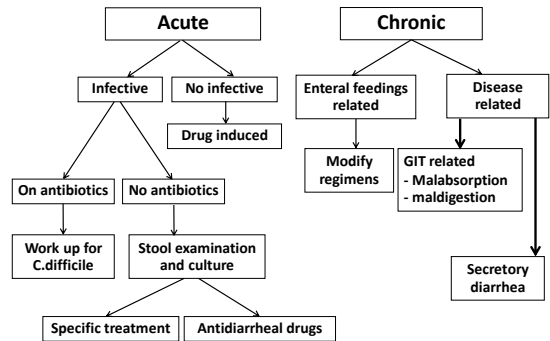 Acute
Chronic
Infective
No infective
Drug induced
On antibiotics
No antibiotics
Work up for
C.difficile
Stool examination
and culture
Specific treatment
Antidiarrheal drugs
Enteral feedings
related
Disease
related
Modify
regimens
GIT related
- Malabsorption
- maldigestion
Secretory
diarrhea